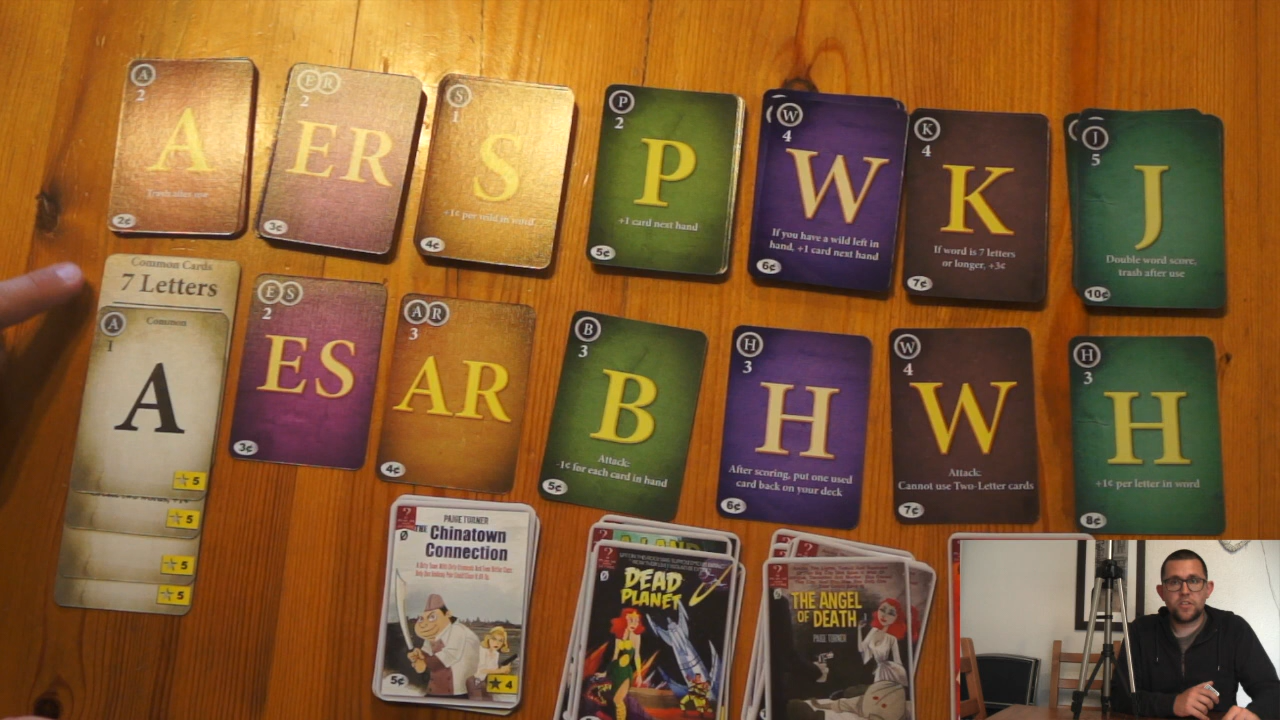 A
2
A
Trash after use
2¢
ER
2
ER
3¢
S
1
S
+1¢ per wild in word
4¢
P
2
P
+1 card next hand
5¢
W
4
W
If you have a wild left in
hand, +1 card next hand
6¢
K
4
K
If word is 7 letters
or longer, +3¢
7¢
J
5
J
Double word score,
trash after use
10¢
Common Cards
7 Letters
A
Common
1
A
5
5
5
5
ES
2
ES
3¢
AR
3
AR
4¢
B
3
B
Attack:
-1¢ for each card in hand
5¢
H
3
H
After scoring, put one used
card back on your deck
6¢
W
4
W
Attack:
Cannot use Two-Letter cards
7¢
H
3
H
+1¢ per letter in word
8¢
?
0
PAIGE TURNER
THE Chinatown
Connection
5¢
4
?
0
DEAD
PLANET
?
0
THE ANGEL
OF DEATH
PAIGE TURNER